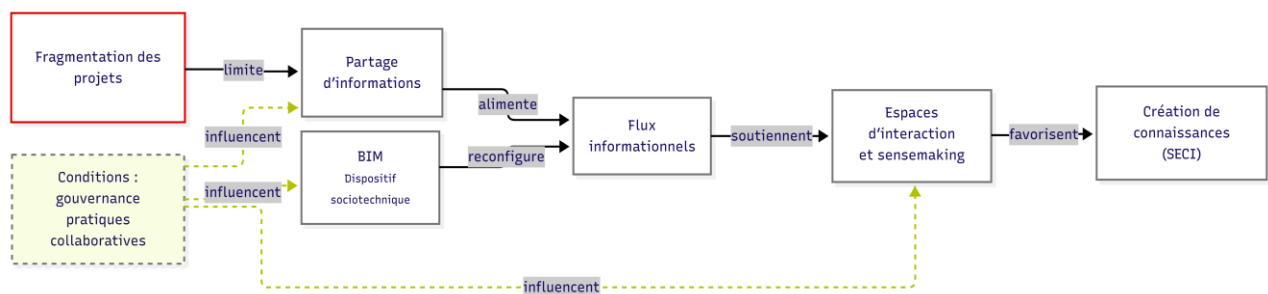 Fragmentation des
projets
limite
Partage
d'informations
alimente
influencent
BIM
Dispositif
sociotechnique
reconfigure
influencent
Conditions :
gouvernance
pratiques
collaboratives
Flux
informationnels
soutiennent
Espaces
d'interaction
et sensemaking
favorisent
Création de
connaissances
(SECI)
influencent